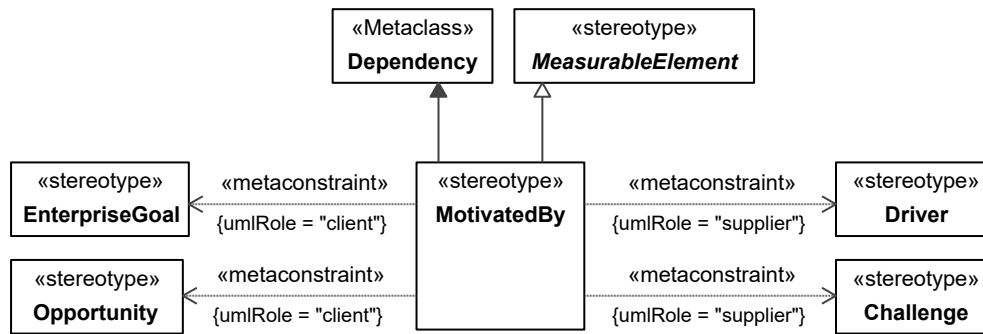 «Metaclass»
Dependency
«stereotype»
MeasurableElement
«stereotype»
EnterpriseGoal
«metaconstraint»
{umlRole = "client"}
«stereotype»
MotivatedBy
«metaconstraint»
{umlRole = "supplier"}
«stereotype»
Driver
«stereotype»
Opportunity
«metaconstraint»
{umlRole = "client"}
«metaconstraint»
{umlRole = "supplier"}
«stereotype»
Challenge